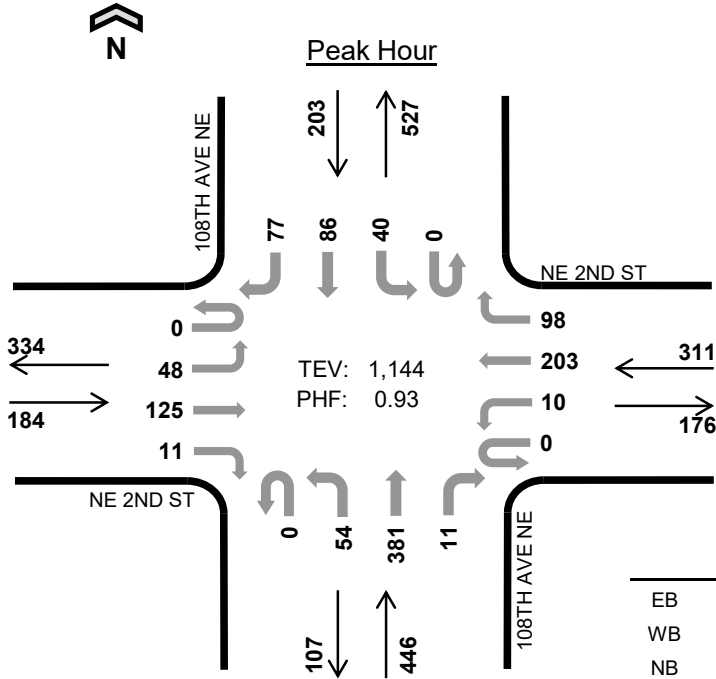 N
Peak Hour
203
527
108TH AVE NE
77
86
40
0
NE 2ND ST
0
98
334
48
TEV: 1,144
203
311
184
125
PHF: 0.93
10
176
11
0
NE 2ND ST
0
54
381
11
108TH AVE NE
107
446
EB
WB
NB